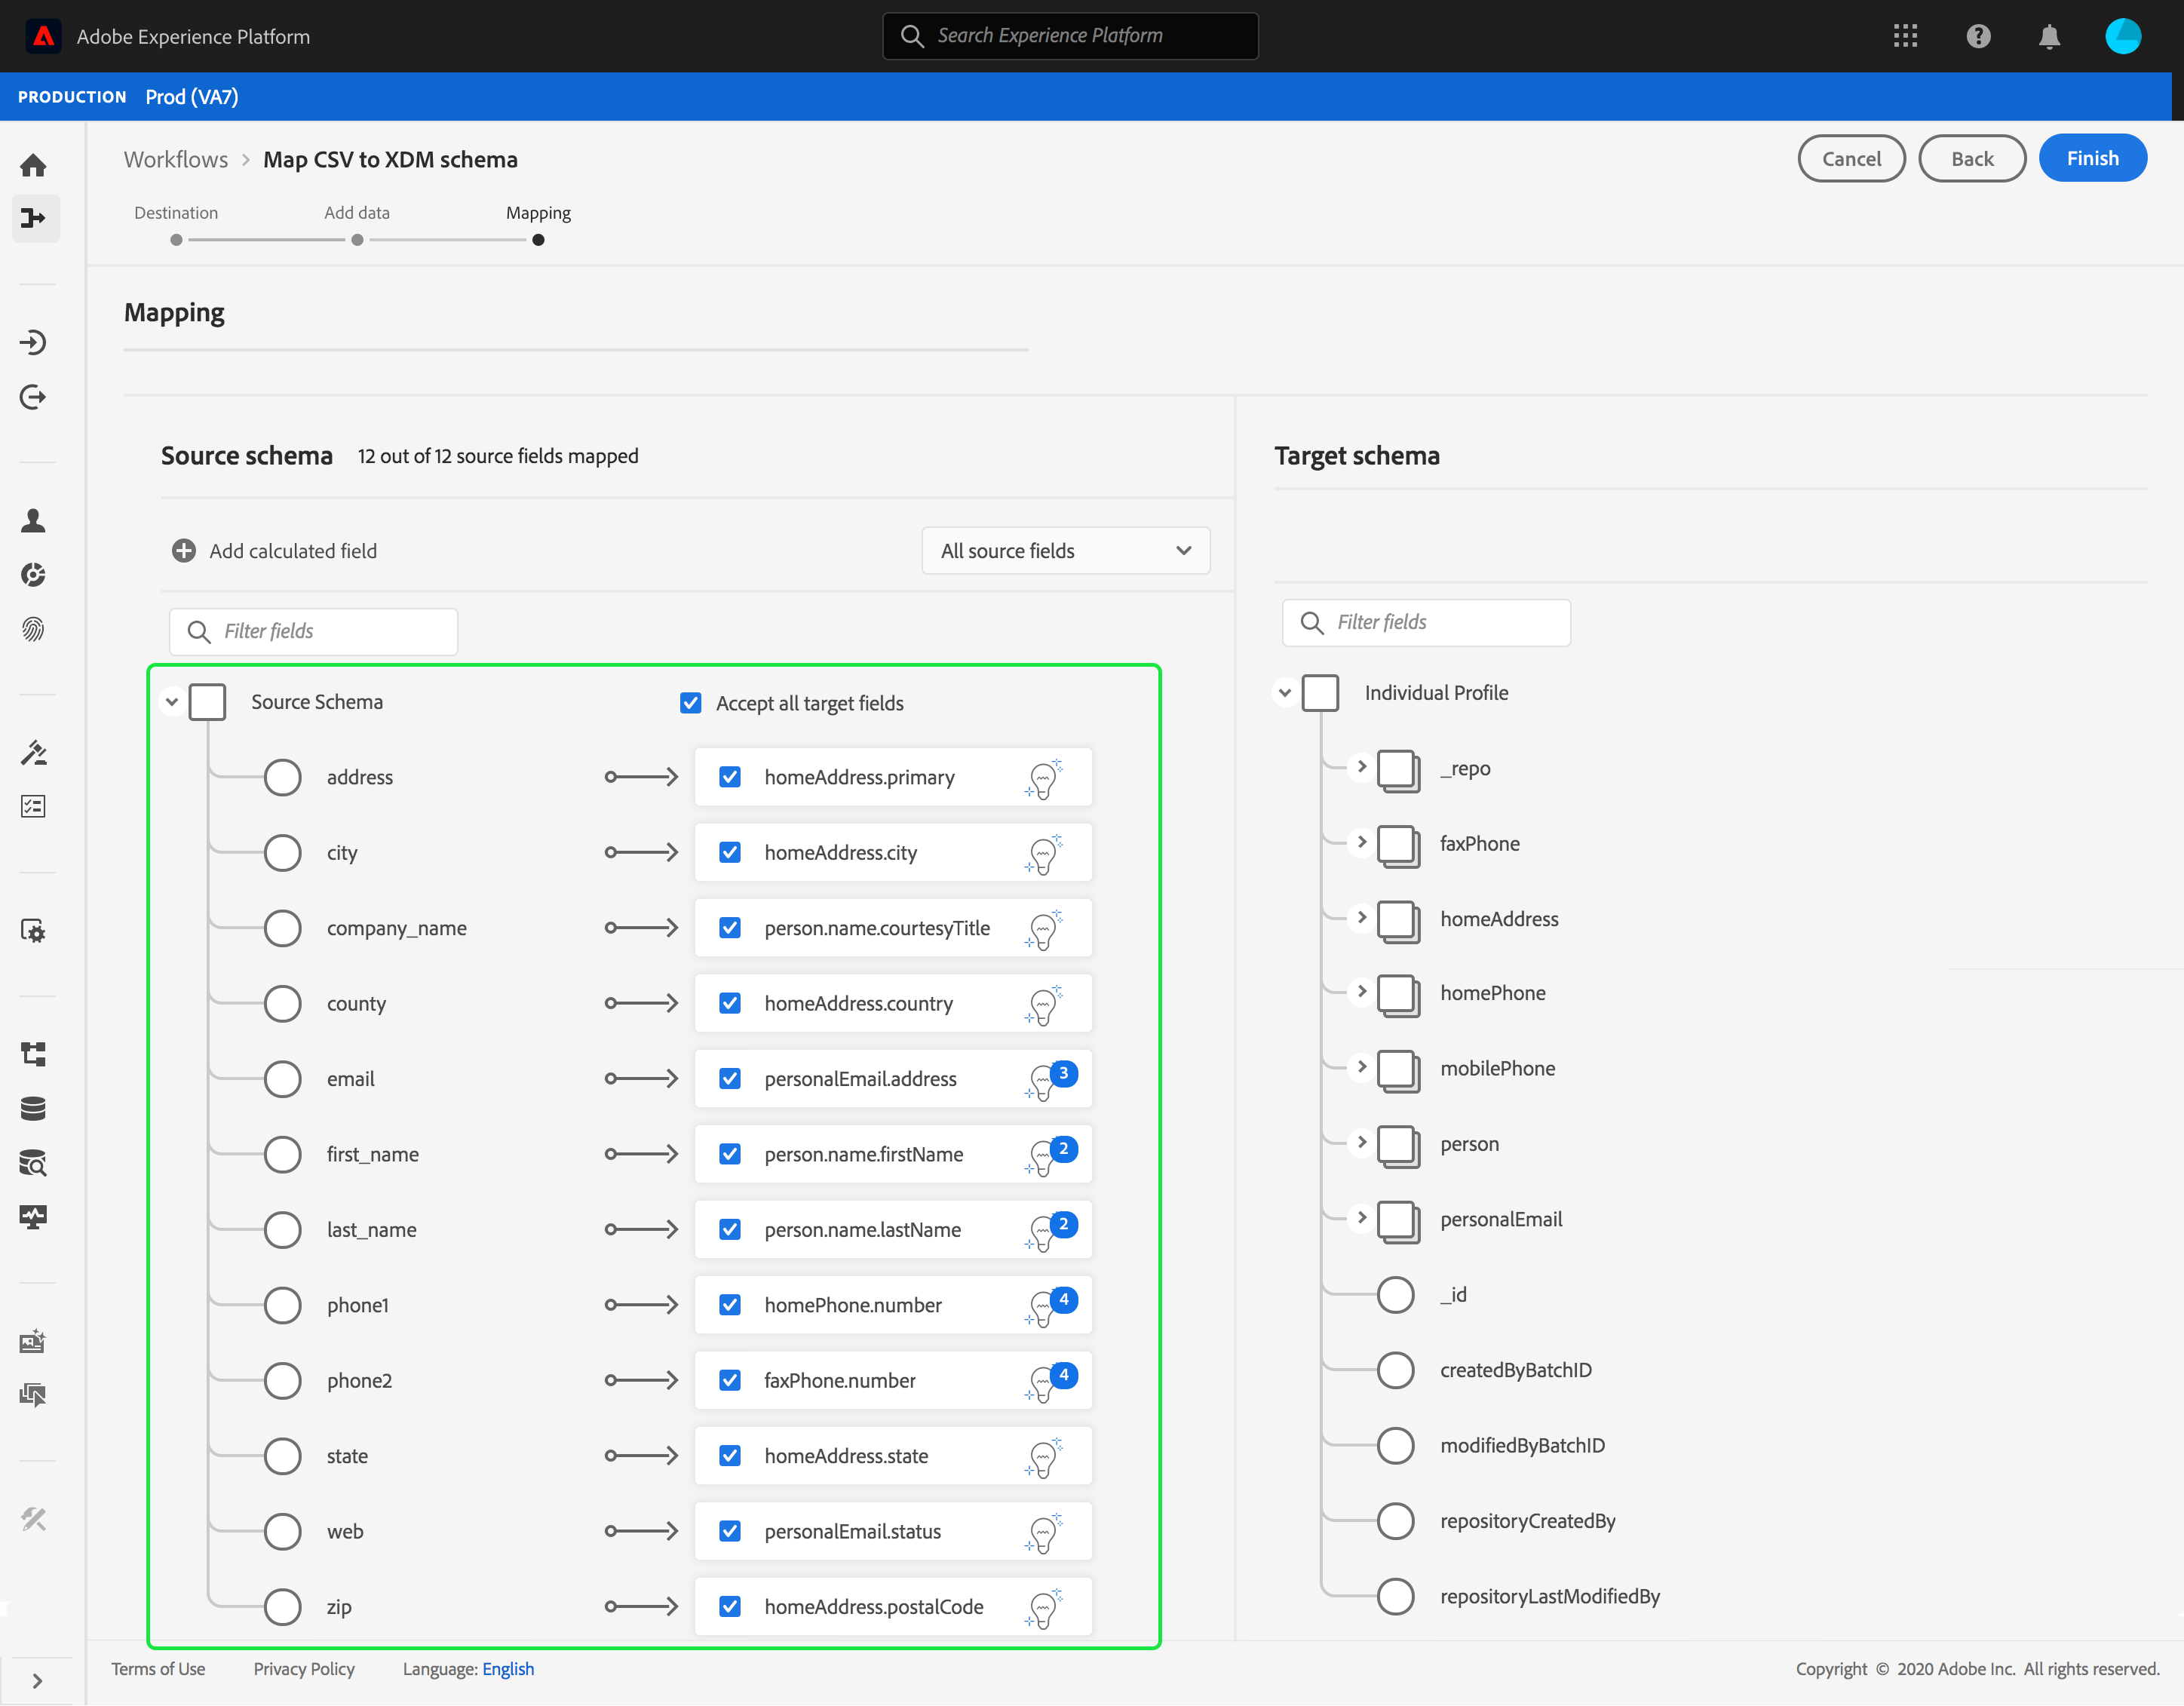 Adobe Experience Platform
Search Experience Platform
PRODUCTION Prod (VA7)
Workflows > Map CSV to XDM schema
Cancel Back Finish
Destination Add data Mapping
Mapping
Source schema 12 out of 12 source fields mapped
Target schema
Add calculated field
All source fields
Filter fields
Filter fields
Source Schema Accept all target fields
address homeAddress.primary
city homeAddress.city
company_name person.name.courtesyTitle
county homeAddress.country
email personalEmail.address 3
first_name person.name.firstName 2
last_name person.name.lastName 2
phone1 homePhone.number 4
phone2 faxPhone.number 4
state homeAddress.state
web personalEmail.status
zip homeAddress.postalCode
Individual Profile
_repo
faxPhone
homeAddress
homePhone
mobilePhone
person
personalEmail
_id
createdByBatchID
modifiedByBatchID
repositoryCreatedBy
repositoryLastModifiedBy
Terms of Use Privacy Policy Language: English
Copyright © 2020 Adobe Inc. All rights reserved.